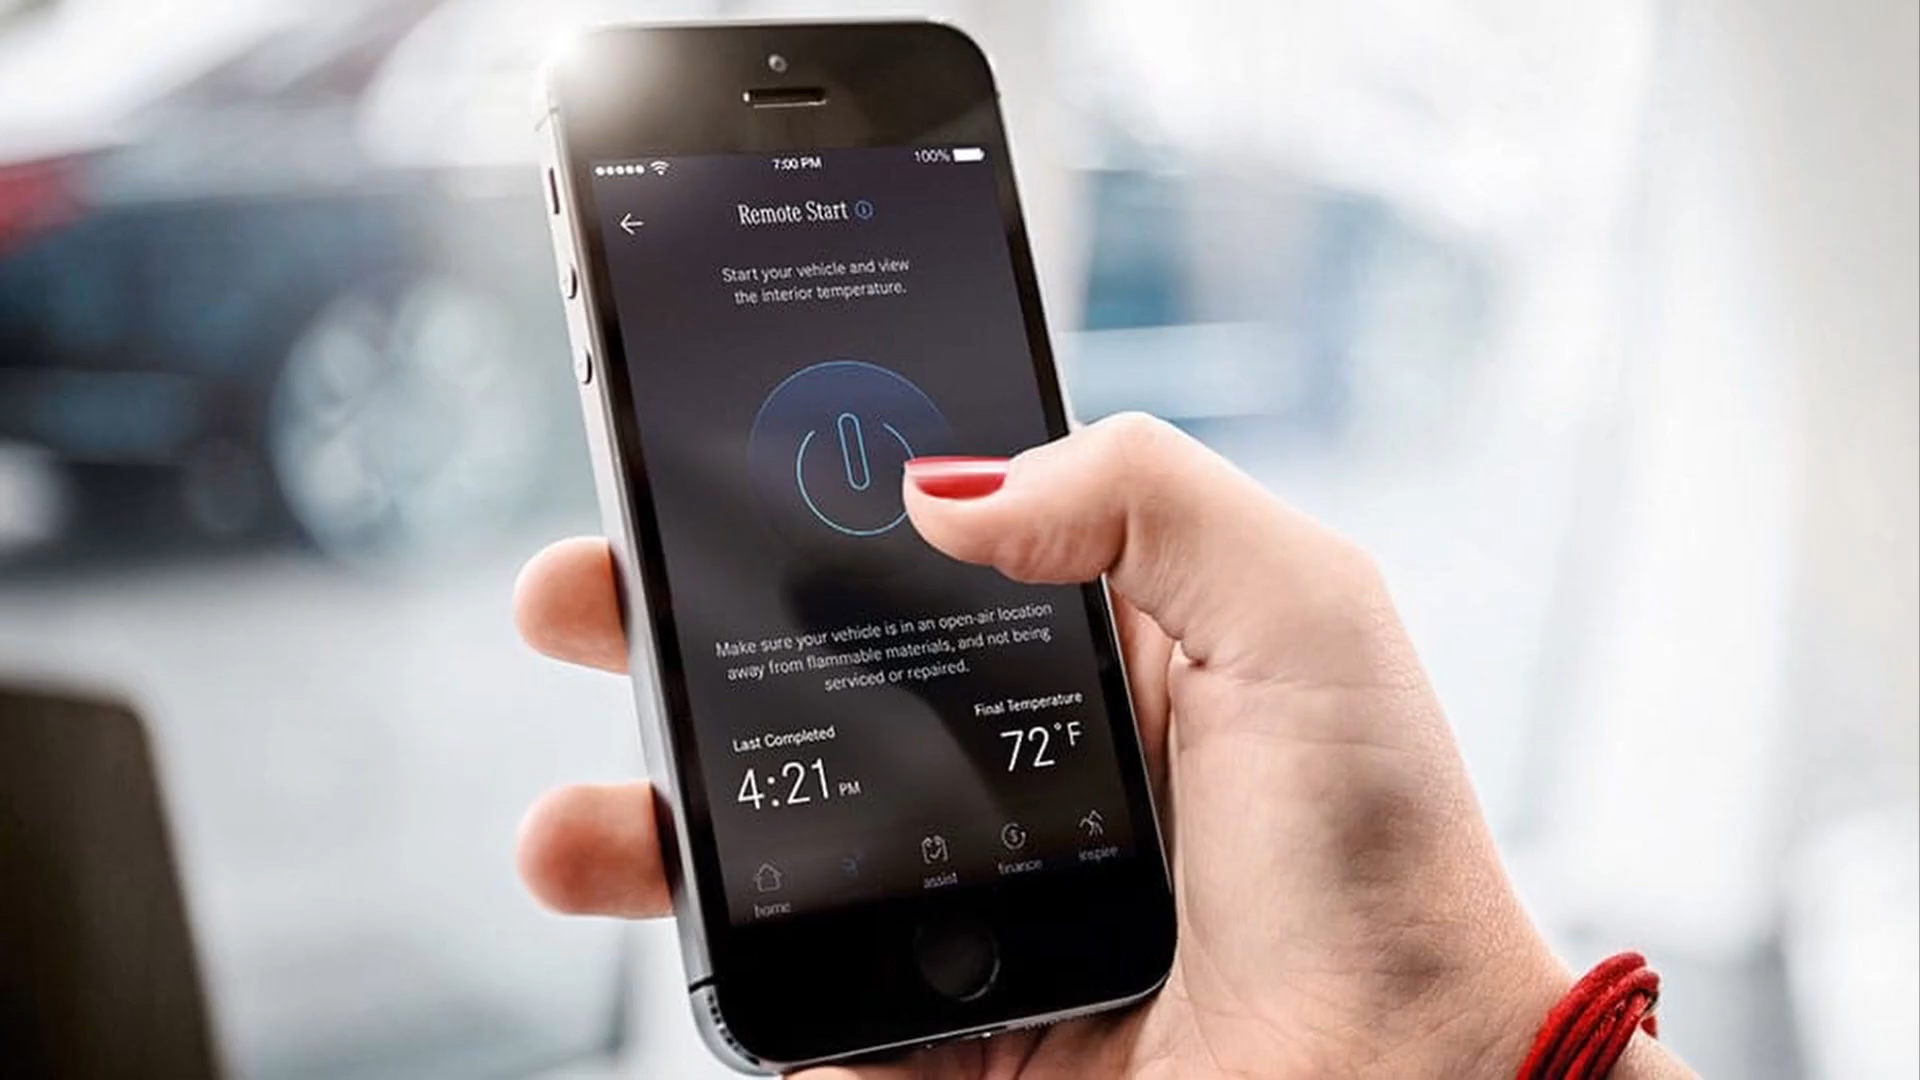 7:00 PM
100%
Remote Start
Start your vehicle and view
the interior temperature.
Make sure your vehicle is in an open-air location
away from flammable materials, and not being
serviced or repaired.
Last Completed
4:21 PM
Final Temperature
72°F
home
assist
finance
inspire